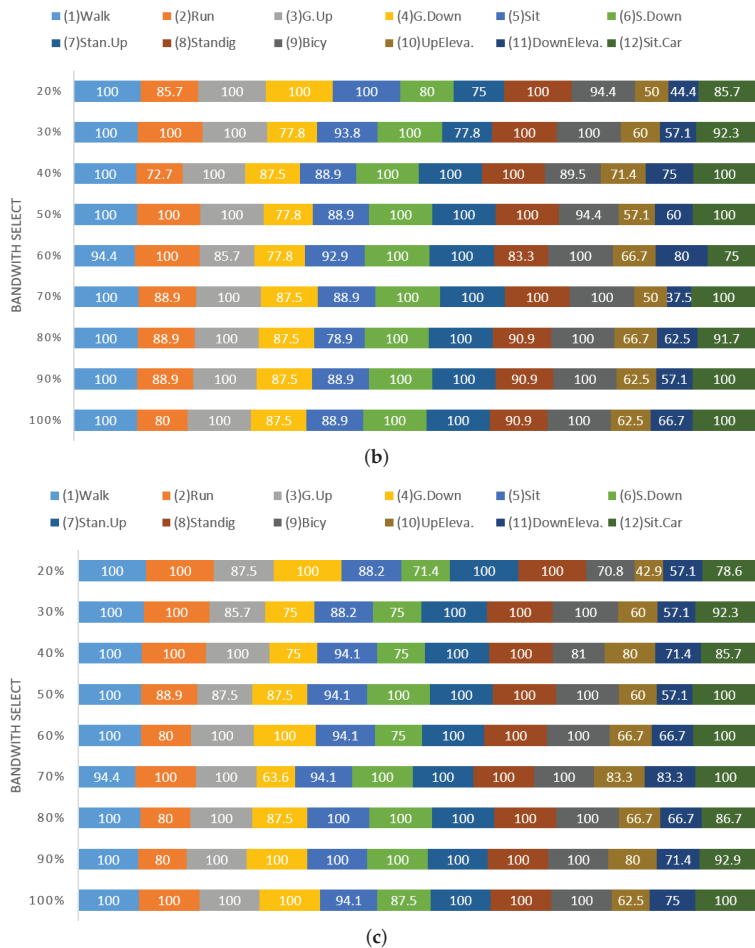 (1)Walk (2)Run (3)G.Up (4)G.Down (5)Sit (6)S.Down
(7)Stan.Up (8)Standig (9)Bicy (10)UpEleva. (11)DownEleva. (12)Sit.Car
BANDWITH SELECT
20% 100 85.7 100 100 100 80 75 100 94.4 50 44.4 85.7
30% 100 100 100 77.8 93.8 100 77.8 100 100 60 57.1 92.3
40% 100 72.7 100 87.5 88.9 100 100 100 89.5 71.4 75 100
50% 100 100 100 77.8 88.9 100 100 100 94.4 57.1 60 100
60% 94.4 100 85.7 77.8 92.9 100 100 83.3 100 66.7 80 75
70% 100 88.9 100 87.5 88.9 100 100 100 100 50 37.5 100
80% 100 88.9 100 87.5 78.9 100 100 90.9 100 66.7 62.5 91.7
90% 100 88.9 100 87.5 88.9 100 100 90.9 100 62.5 57.1 100
100% 100 80 100 87.5 88.9 100 100 90.9 100 62.5 66.7 100
(b)
(1)Walk (2)Run (3)G.Up (4)G.Down (5)Sit (6)S.Down
(7)Stan.Up (8)Standig (9)Bicy (10)UpEleva. (11)DownEleva. (12)Sit.Car
BANDWITH SELECT
20% 100 100 87.5 100 88.2 71.4 100 100 70.8 42.9 57.1 78.6
30% 100 100 85.7 75 88.2 75 100 100 100 60 57.1 92.3
40% 100 100 100 75 94.1 75 100 100 81 80 71.4 85.7
50% 100 88.9 87.5 87.5 94.1 100 100 100 100 60 57.1 100
60% 100 80 100 100 94.1 75 100 100 100 66.7 66.7 100
70% 94.4 100 100 63.6 94.1 100 100 100 100 83.3 83.3 100
80% 100 80 100 87.5 100 100 100 100 100 66.7 66.7 86.7
90% 100 80 100 100 100 100 100 100 100 80 71.4 92.9
100% 100 100 100 100 94.1 87.5 100 100 100 62.5 75 100
(c)